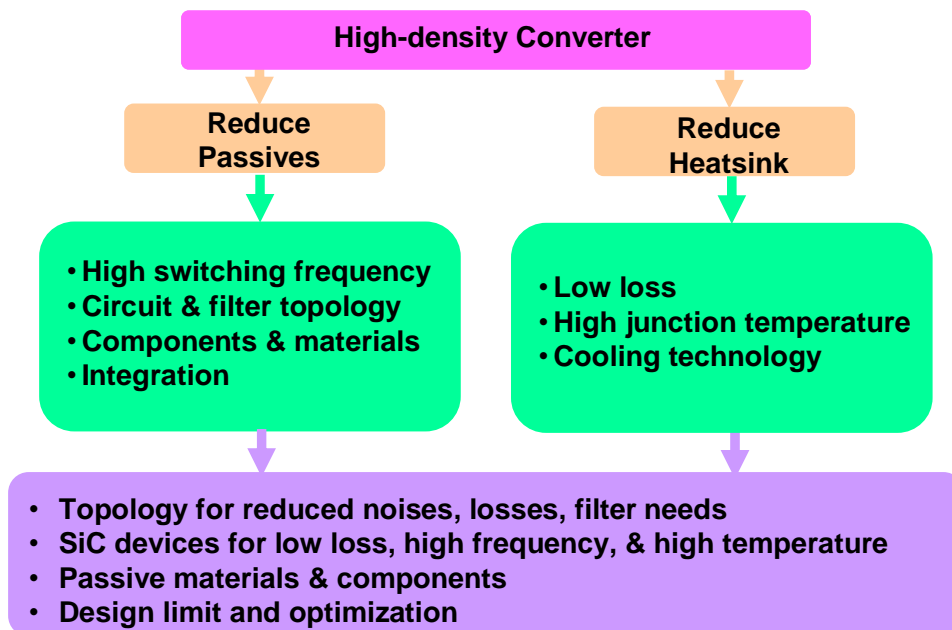 High-density Converter
Reduce
Passives
Reduce
Heatsink
• High switching frequency
• Circuit & filter topology
• Components & materials
• Integration
• Low loss
• High junction temperature
• Cooling technology
• Topology for reduced noises, losses, filter needs
• SiC devices for low loss, high frequency, & high temperature
• Passive materials & components
• Design limit and optimization